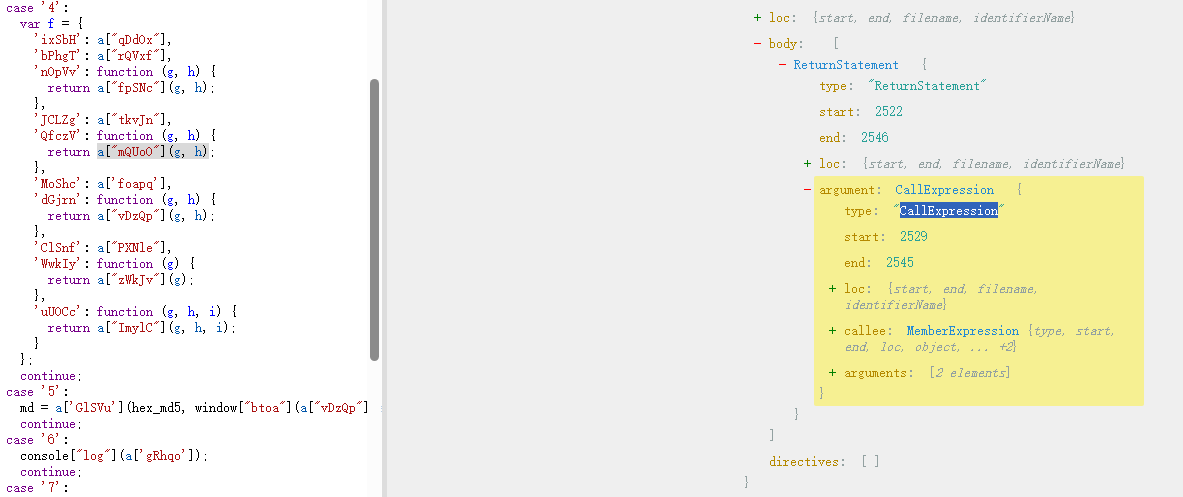 case '4':
  var f = {
    'ixSbH': a["qDdOx"],
    'bPhgT': a["rQVxf"],
    'nOpVv': function (g, h) {
      return a["fpSNc"](g, h);
    },
    'JCLZg': a["tkvJn"],
    'QfczV': function (g, h) {
      return a["mQUoO"](g, h);
    },
    'MoShc': a['foapq'],
    'dGjrn': function (g, h) {
      return a["vDzQp"](g, h);
    },
    'ClSnf': a["PXNle"],
    'WwkIy': function (g) {
      return a["zWkJv"](g);
    },
    'uUOCc': function (g, h, i) {
      return a["ImylC"](g, h, i);
    }
  };
  continue;
case '5':
  md = a['GlSVu'](hex_md5, window["btoa"](a["vDzQp"]
  continue;
case '6':
  console["log"](a['gRhqo']);
  continue;
case '7':
+ loc: {start, end, filename, identifierName}
- body: [
- ReturnStatement {
type: "ReturnStatement"
start: 2522
end: 2546
+ loc: {start, end, filename, identifierName}
- argument: CallExpression {
type: "CallExpression"
start: 2529
end: 2545
+ loc: {start, end, filename,
identifierName}
+ callee: MemberExpression {type, start,
end, loc, object, ... +2}
+ arguments: [2 elements]
}
}
]
directives: [ ]
}